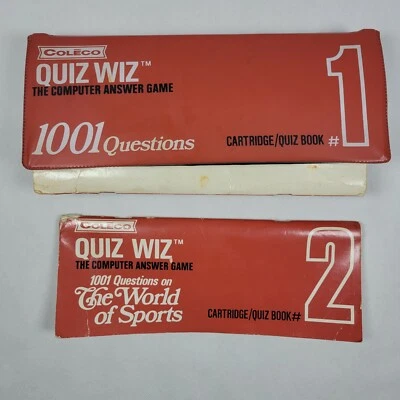 COLECO
QUIZ WIZ™
THE COMPUTER ANSWER GAME
1001 Questions
CARTRIDGE/QUIZ BOOK #1
COLECO
QUIZ WIZ™
THE COMPUTER ANSWER GAME
1001 Questions on
The World
of Sports
CARTRIDGE/QUIZ BOOK #2